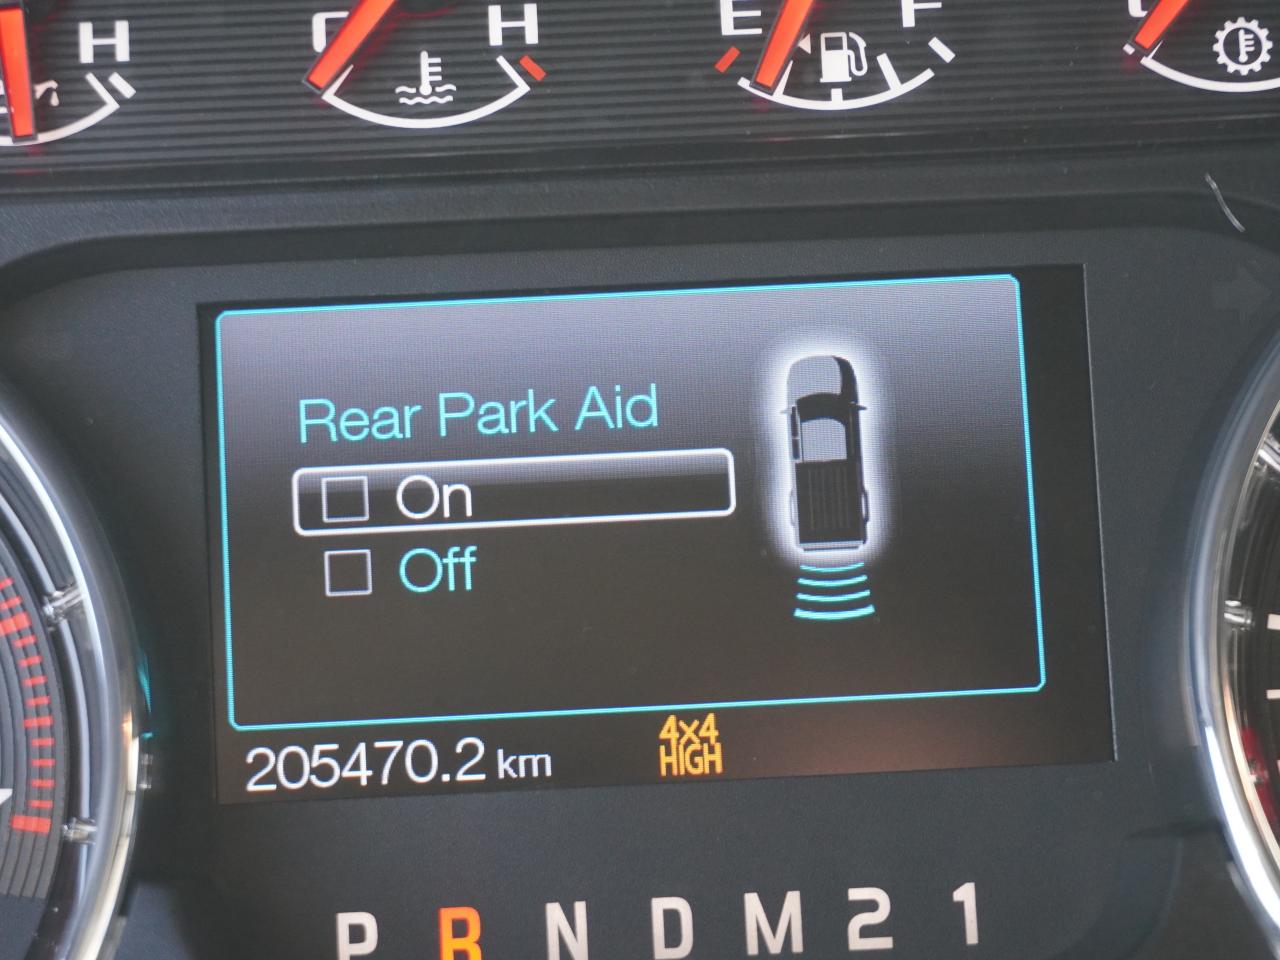 H
C H
E F
Rear Park Aid
On
Off
205470.2 km
4x4
HIGH
P R N D M 2 1